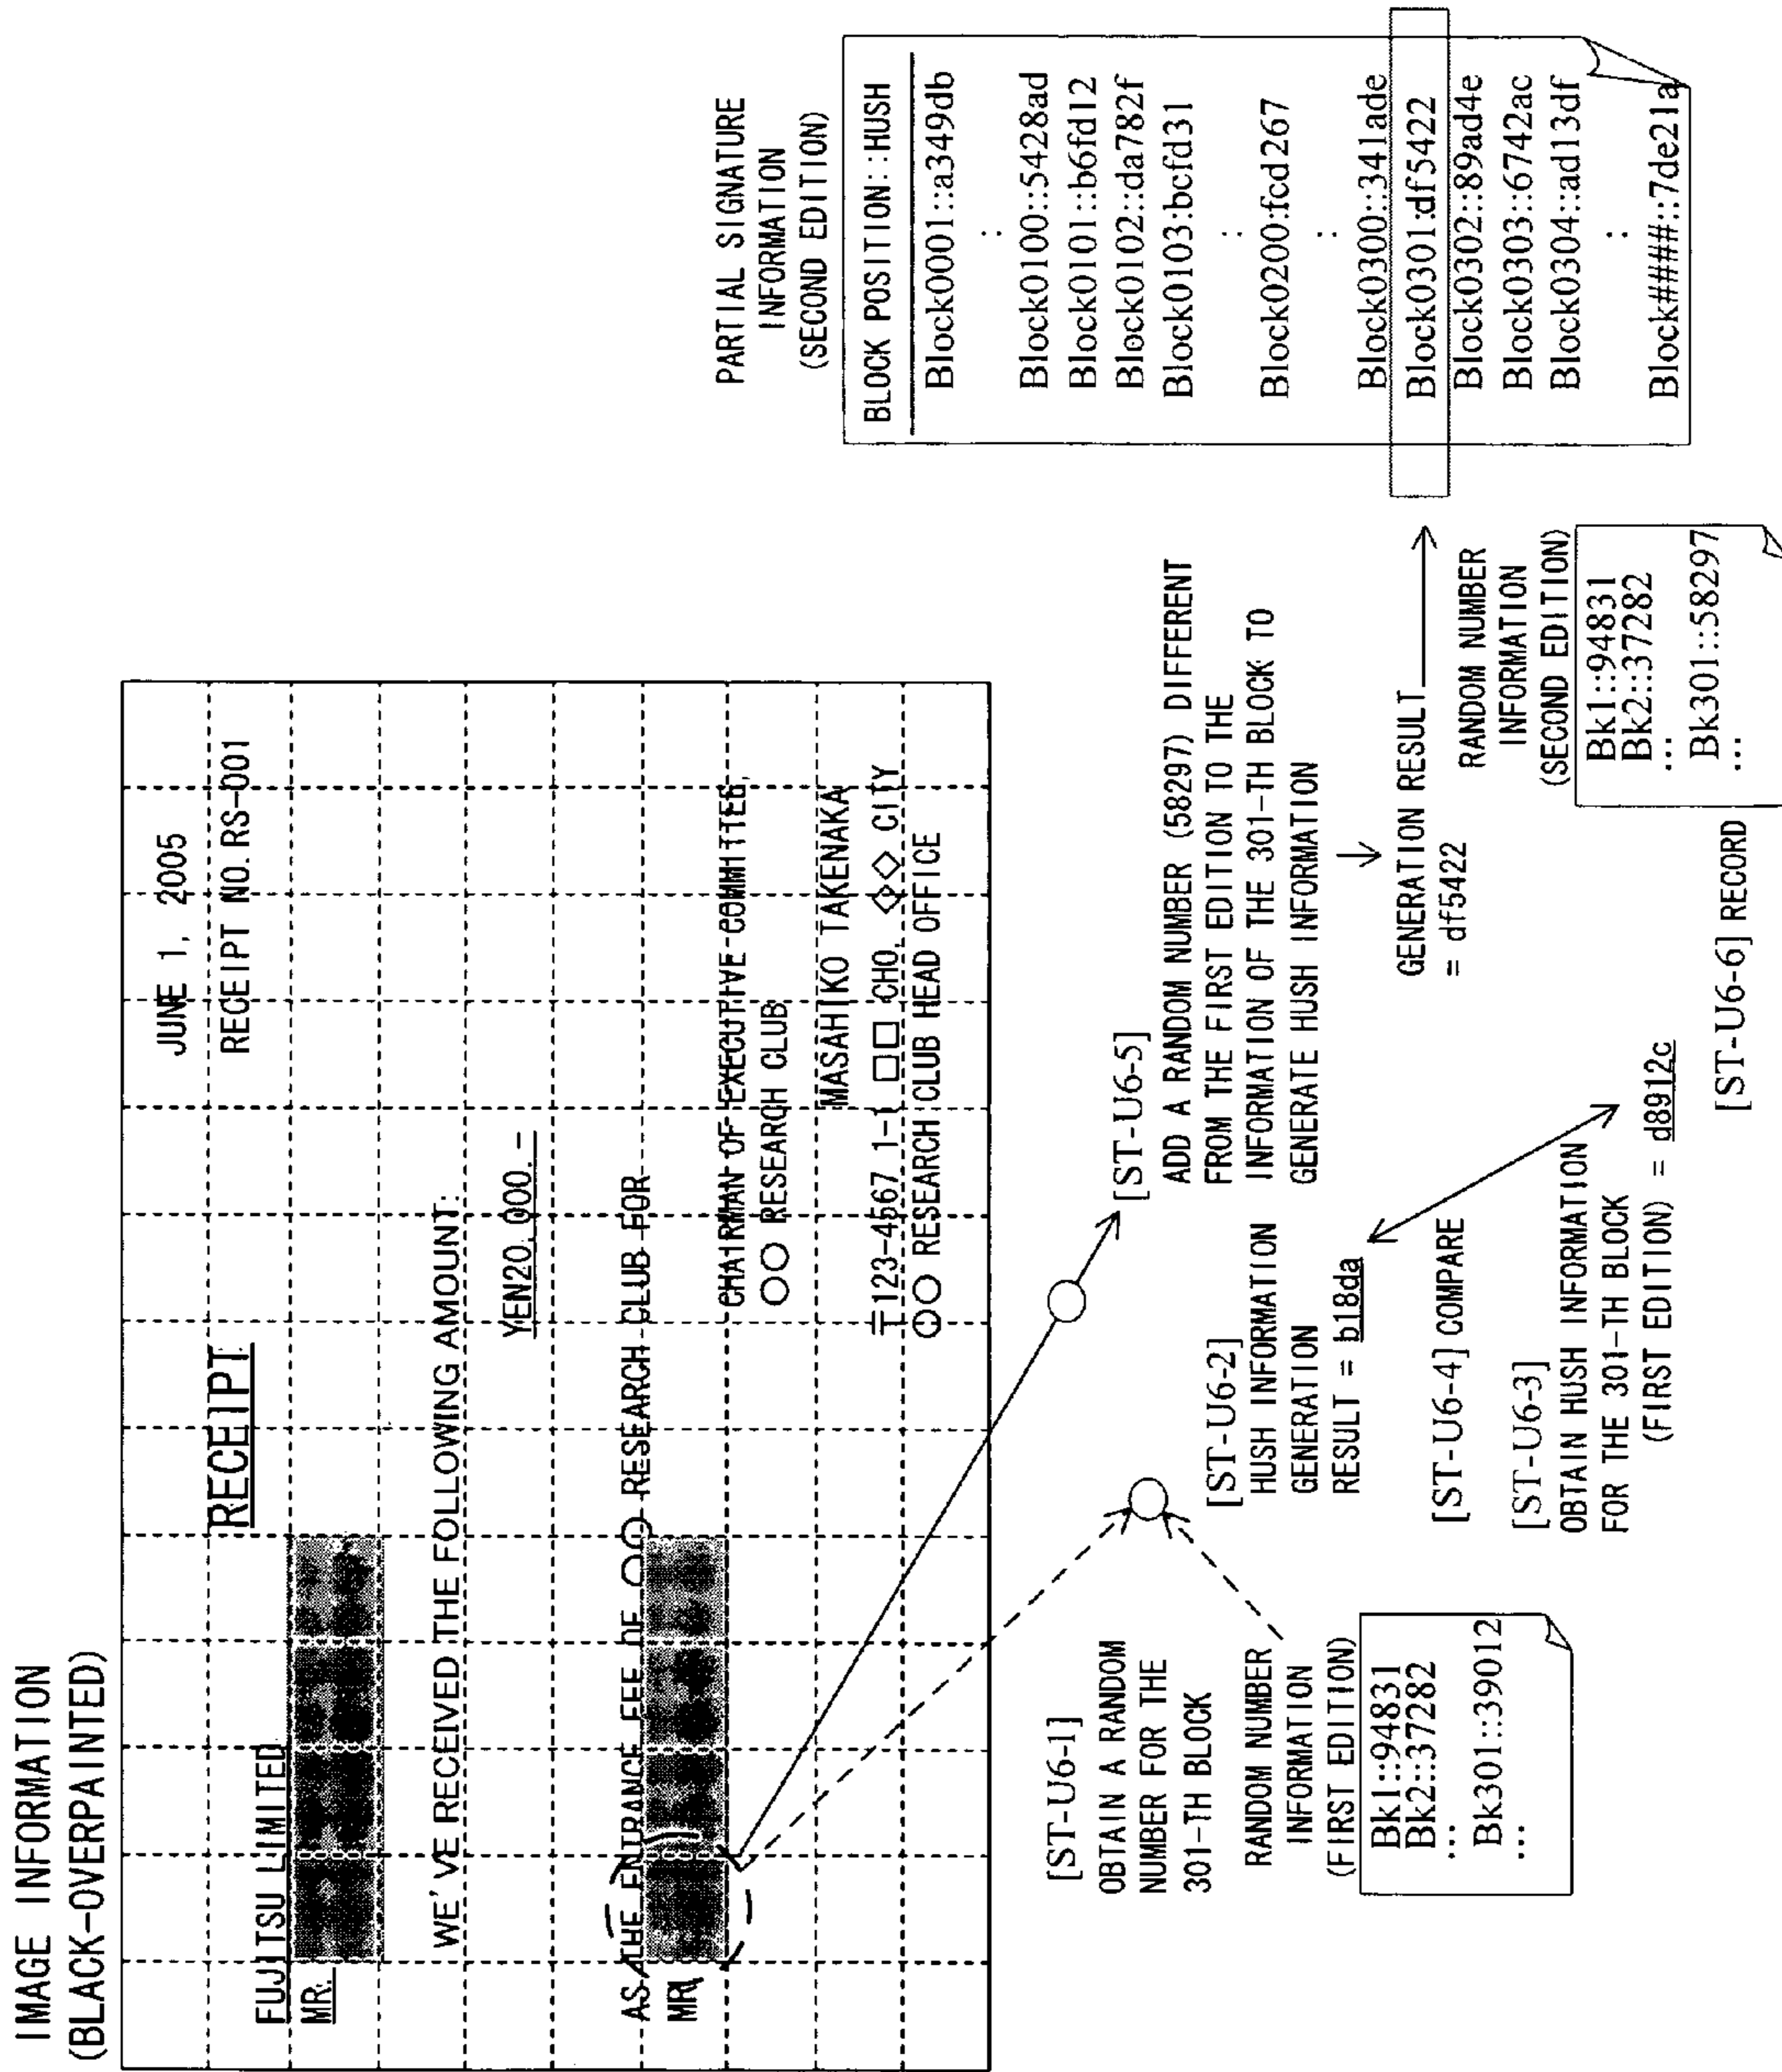 IMAGE INFORMATION
(BLACK-OVERPAINTED)
JUNE 1, 2005
RECEIPT NO.RS-001
RECEIPT
FUJITSU LIMITED
MR.
WE'VE RECEIVED THE FOLLOWING AMOUNT:
YEN20,000.-
AS THE ENTRANCE FEE OF ○○ RESEARCH CLUB FOR
MR.
CHAIRMAN OF EXECUTIVE COMMITTEE,
○○ RESEARCH CLUB
MASAHIKO TAKENAKA
〒123-4567 1-1 □□ CHO, ◇◇ CITY
○○ RESEARCH CLUB HEAD OFFICE
[ST-U6-1]
OBTAIN A RANDOM
NUMBER FOR THE
301-TH BLOCK
RANDOM NUMBER
INFORMATION
(FIRST EDITION)
Bk1::94831
Bk2::37282
...
Bk301::39012
...
[ST-U6-2]
HUSH INFORMATION
GENERATION
RESULT = b18da
[ST-U6-4] COMPARE
[ST-U6-3]
OBTAIN HUSH INFORMATION
FOR THE 301-TH BLOCK
(FIRST EDITION) = d8912c
[ST-U6-5]
ADD A RANDOM NUMBER (58297) DIFFERENT
FROM THE FIRST EDITION TO THE
INFORMATION OF THE 301-TH BLOCK TO
GENERATE HUSH INFORMATION
GENERATION RESULT
= df5422
[ST-U6-6] RECORD
RANDOM NUMBER
INFORMATION
(SECOND EDITION)
Bk1::94831
Bk2::37282
...
Bk301::58297
...
PARTIAL SIGNATURE
INFORMATION
(SECOND EDITION)
BLOCK POSITION::HUSH
Block0001::a349db
:
Block0100::5428ad
Block0101::b6fd12
Block0102::da782f
Block0103:bcfd31
:
Block0200:fcd267
:
Block0300::341ade
Block0301:df5422
Block0302::89ad4e
Block0303::6742ac
Block0304::ad13df
:
Block####::7de21a